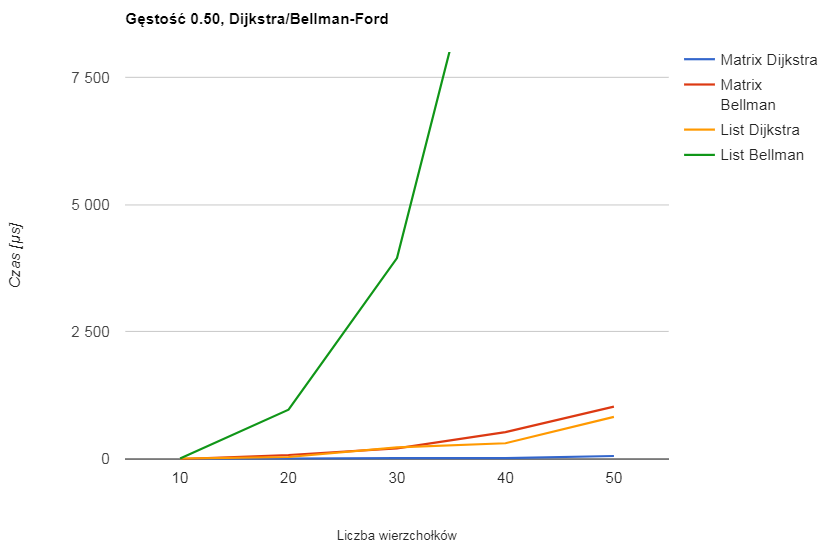 Gęstość 0.50, Dijkstra/Bellman-Ford
Czas [μs]
7 500
5 000
2 500
0
10 20 30 40 50
Liczba wierzchołków
Matrix Dijkstra
Matrix
Bellman
List Dijkstra
List Bellman